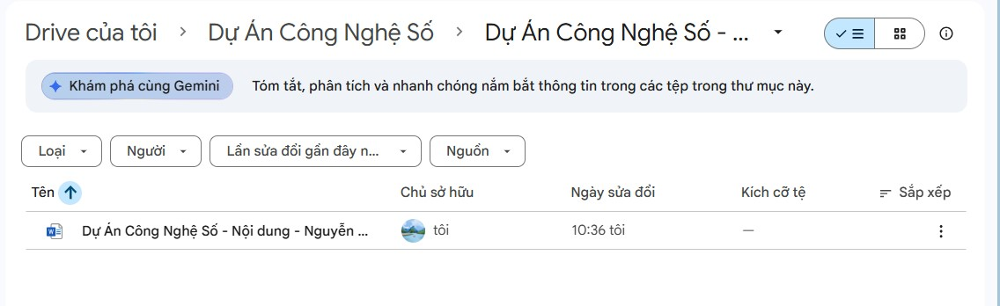 Drive của tôi > Dự Án Công Nghệ Số > Dự Án Công Nghệ Số - ...
Khám phá cùng Gemini Tóm tắt, phân tích và nhanh chóng nắm bắt thông tin trong các tệp trong thư mục này.
Loại Người Lần sửa đổi gần đây n... Nguồn
Tên Chủ sở hữu Ngày sửa đổi Kích cỡ tệ Sắp xếp
W Dự Án Công Nghệ Số - Nội dung - Nguyễn ... tôi 10:36 tôi —